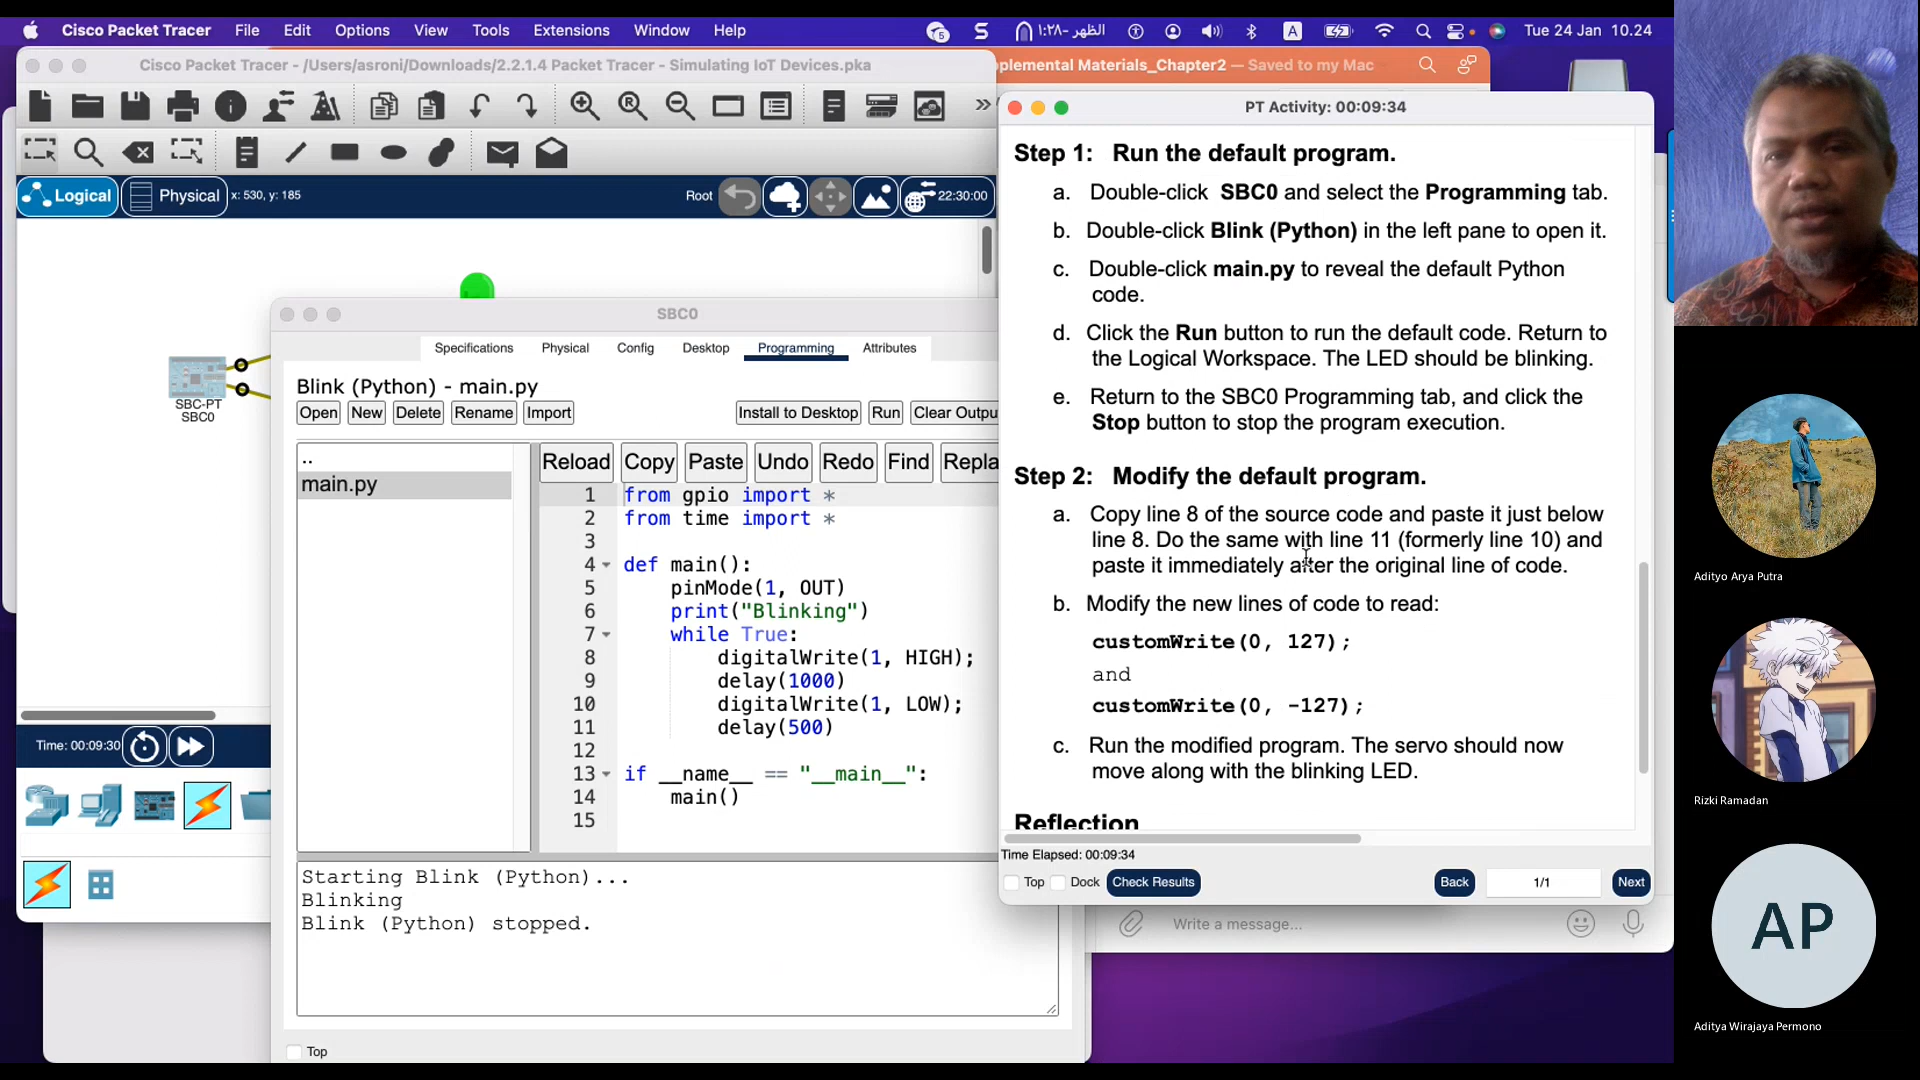 Cisco Packet Tracer File Edit Options View Tools Extensions Window Help
5 S الظهر -١:٢٨ A Tue 24 Jan 10.24
Cisco Packet Tracer - /Users/asroni/Downloads/2.2.1.4 Packet Tracer - Simulating IoT Devices.pka
plemental Materials_Chapter2 — Saved to my Mac
Logical Physical x: 530, y: 185 Root 22:30:00
SBC-PT
SBC0
Time: 00:09:30
SBC0
Specifications Physical Config Desktop Programming Attributes
Blink (Python) - main.py
Open New Delete Rename Import Install to Desktop Run Clear Outpu
..
main.py
Reload Copy Paste Undo Redo Find Repla
1 from gpio import *
2 from time import *
3
4 def main():
5 pinMode(1, OUT)
6 print("Blinking")
7 while True:
8 digitalWrite(1, HIGH);
9 delay(1000)
10 digitalWrite(1, LOW);
11 delay(500)
12
13 if __name__ == "__main__":
14 main()
15
Starting Blink (Python)...
Blinking
Blink (Python) stopped.
Top
PT Activity: 00:09:34
Step 1: Run the default program.
a. Double-click SBC0 and select the Programming tab.
b. Double-click Blink (Python) in the left pane to open it.
c. Double-click main.py to reveal the default Python
code.
d. Click the Run button to run the default code. Return to
the Logical Workspace. The LED should be blinking.
e. Return to the SBC0 Programming tab, and click the
Stop button to stop the program execution.
Step 2: Modify the default program.
a. Copy line 8 of the source code and paste it just below
line 8. Do the same with line 11 (formerly line 10) and
paste it immediately after the original line of code.
b. Modify the new lines of code to read:
customWrite(0, 127);
and
customWrite(0, -127);
c. Run the modified program. The servo should now
move along with the blinking LED.
Reflection
Time Elapsed: 00:09:34
Top Dock Check Results Back 1/1 Next
Write a message...
Adityo Arya Putra
Rizki Ramadan
AP
Aditya Wirajaya Permono